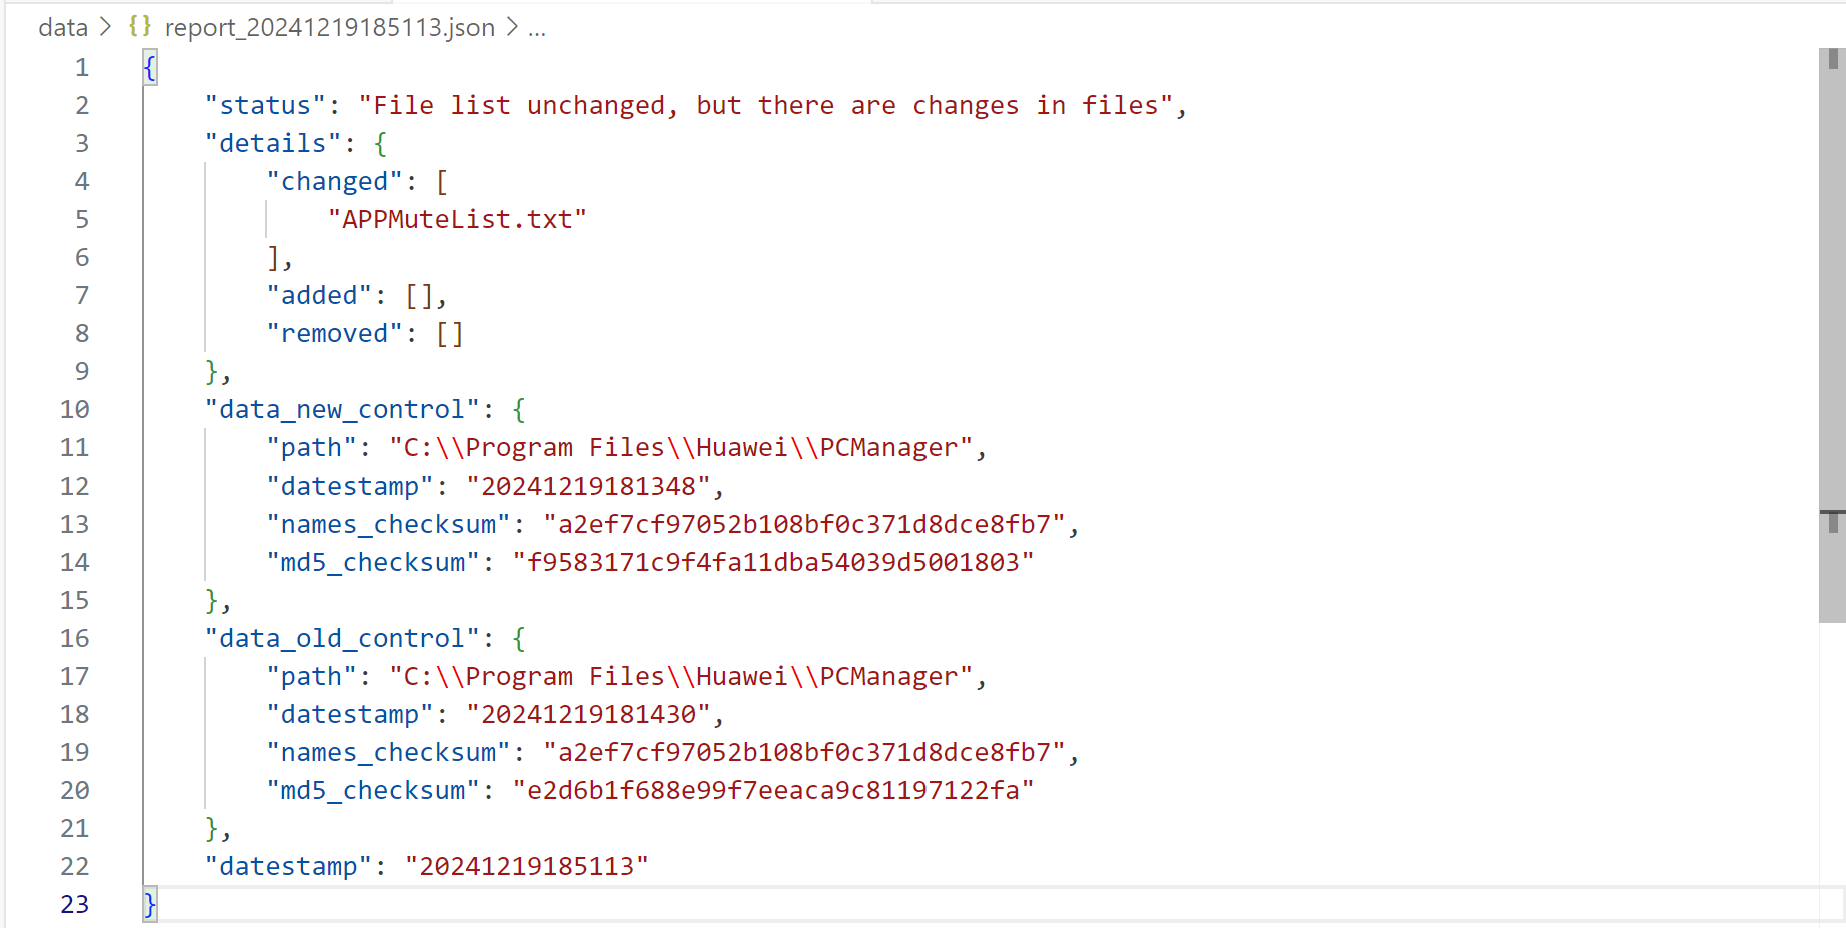 data > {} report_20241219185113.json > ...
1 {
2 "status": "File list unchanged, but there are changes in files",
3 "details": {
4 "changed": [
5 "APPMuteList.txt"
6 ],
7 "added": [],
8 "removed": []
9 },
10 "data_new_control": {
11 "path": "C:\\Program Files\\Huawei\\PCManager",
12 "datestamp": "20241219181348",
13 "names_checksum": "a2ef7cf97052b108bf0c371d8dce8fb7",
14 "md5_checksum": "f9583171c9f4fa11dba54039d5001803"
15 },
16 "data_old_control": {
17 "path": "C:\\Program Files\\Huawei\\PCManager",
18 "datestamp": "20241219181430",
19 "names_checksum": "a2ef7cf97052b108bf0c371d8dce8fb7",
20 "md5_checksum": "e2d6b1f688e99f7eeaca9c81197122fa"
21 },
22 "datestamp": "20241219185113"
23 }